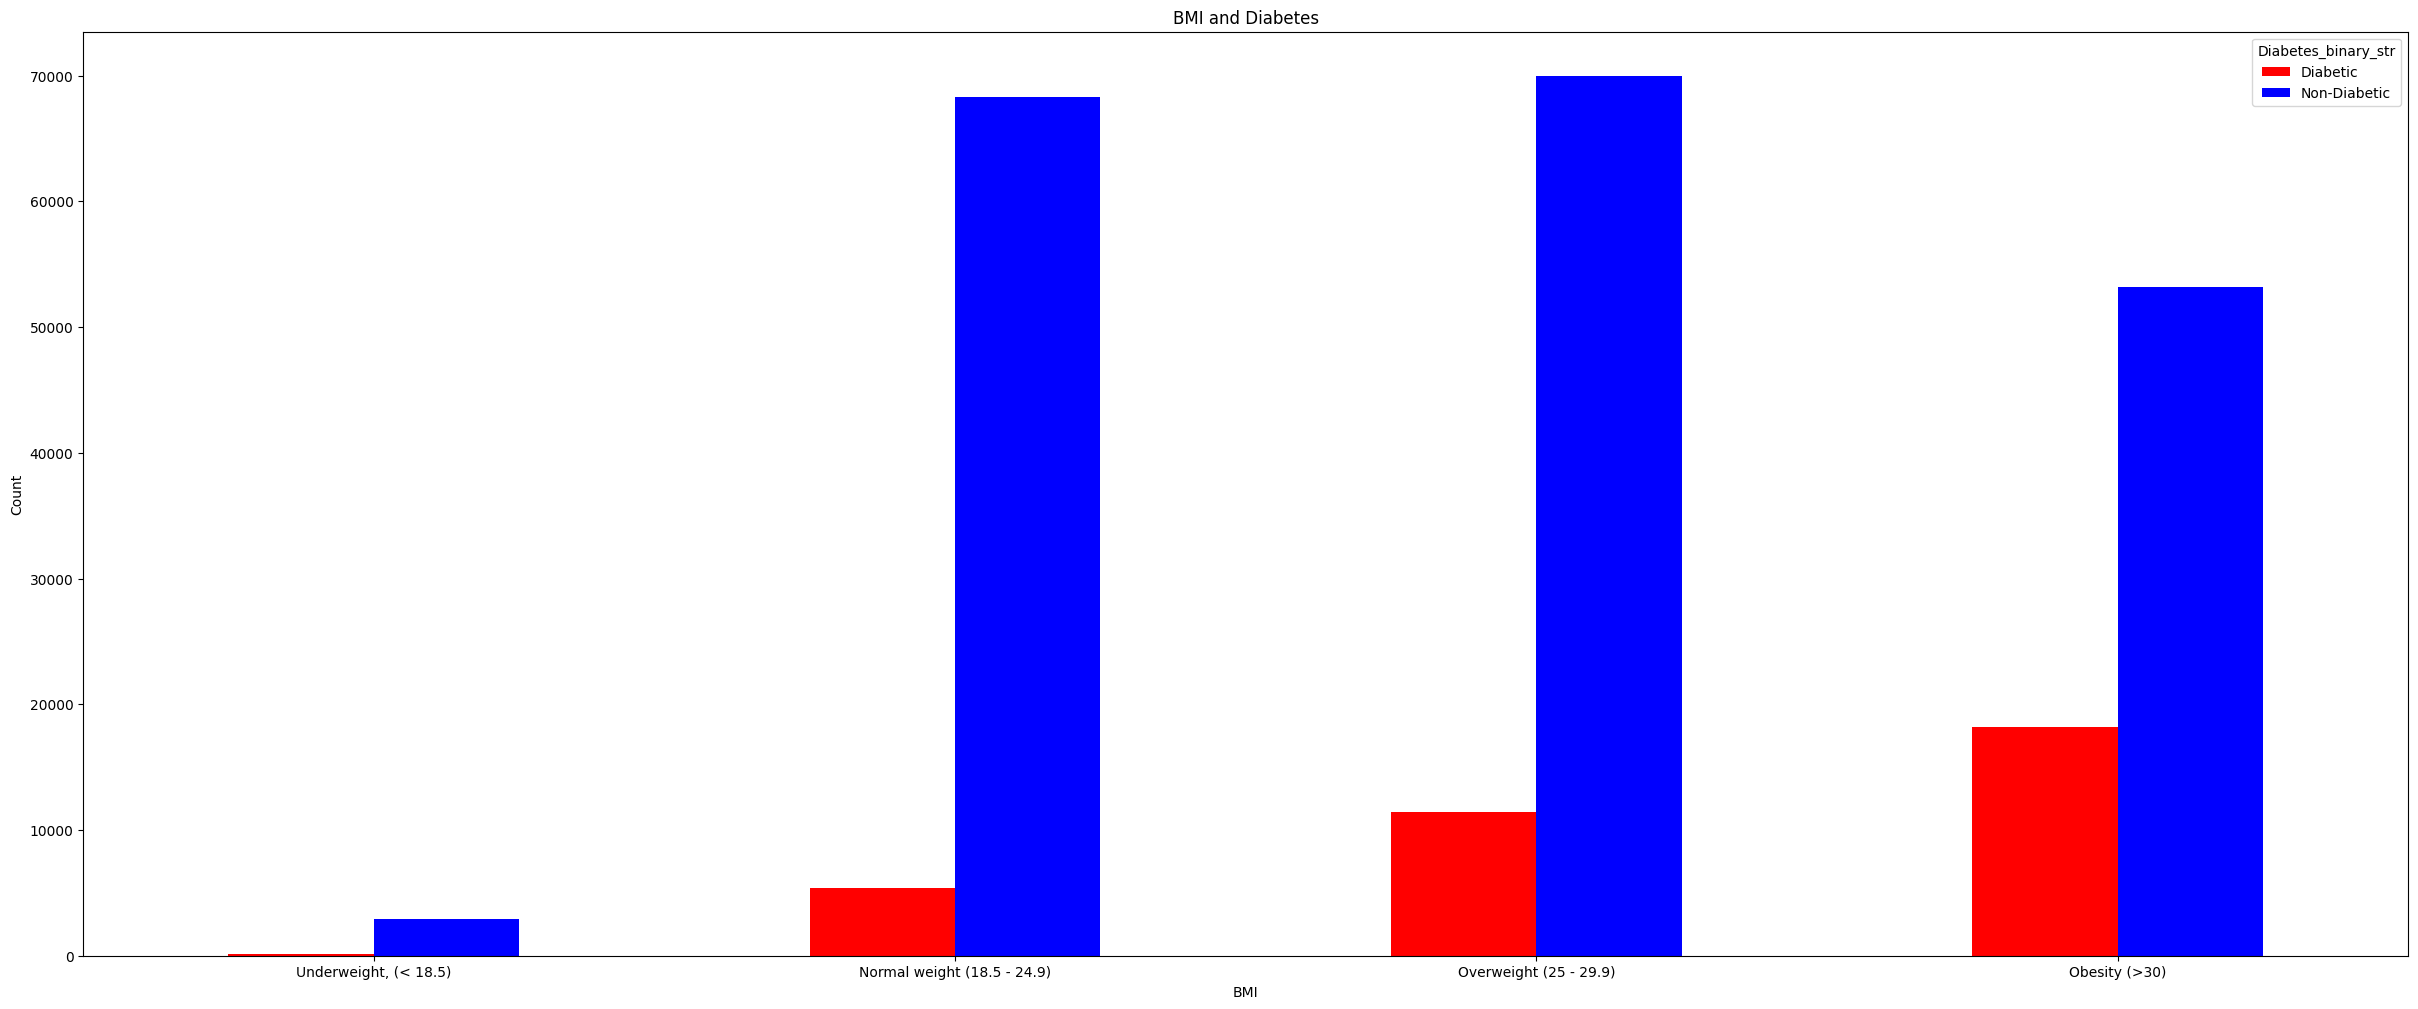 BMI and Diabetes
Diabetes_binary_str
Diabetic
Non-Diabetic
70000
60000
50000
40000
30000
20000
10000
0
Count
Underweight, (< 18.5)
Normal weight (18.5 - 24.9)
Overweight (25 - 29.9)
Obesity (>30)
BMI